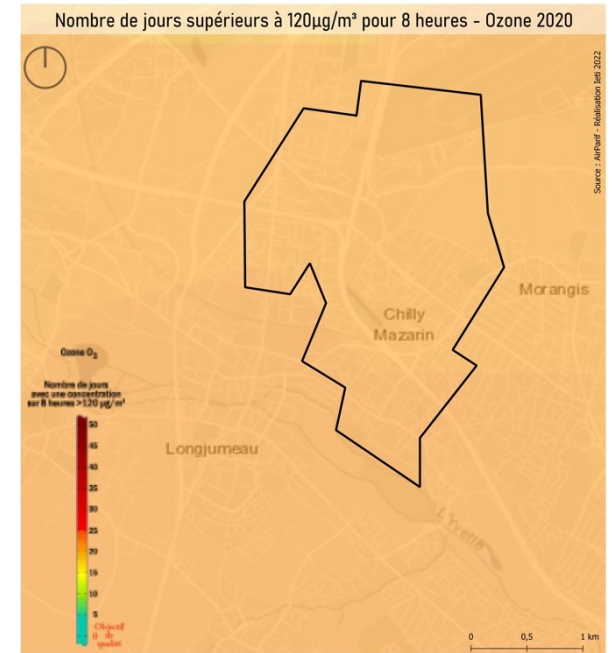 Nombre de jours supérieurs à 120µg/m³ pour 8 heures - Ozone 2020
Source : AirParif - Réalisation Ieti 2022
Morangis
Chilly
Mazarin
Longjumeau
L'Yvette
Ozone O₃
Nombre de jours
avec une concentration
sur 8 heures >120 µg/m³
50
45
40
35
30
25
20
15
10
5
0
Objectif
de
qualité
0 0,5 1 km